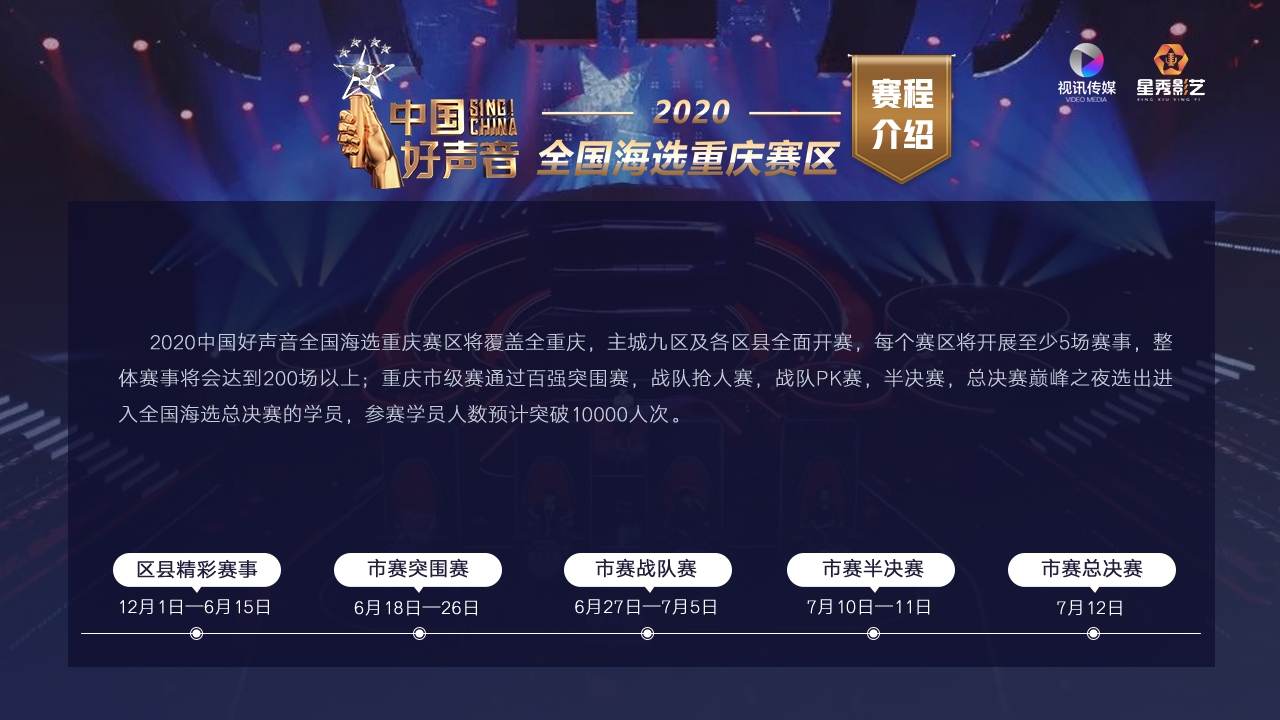 中国
SING!
CHINA
好声音
2020
全国海选重庆赛区
赛程
介绍
视讯传媒
VIDEO MEDIA
星秀影艺
SING XIU YING YI
2020中国好声音全国海选重庆赛区将覆盖全重庆，主城九区及各区县全面开赛，每个赛区将开展至少5场赛事，整
体赛事将会达到200场以上；重庆市级赛通过百强突围赛，战队抢人赛，战队PK赛，半决赛，总决赛巅峰之夜选出进
入全国海选总决赛的学员，参赛学员人数预计突破10000人次。
区县精彩赛事
12月1日—6月15日
市赛突围赛
6月18日—26日
市赛战队赛
6月27日—7月5日
市赛半决赛
7月10日—11日
市赛总决赛
7月12日